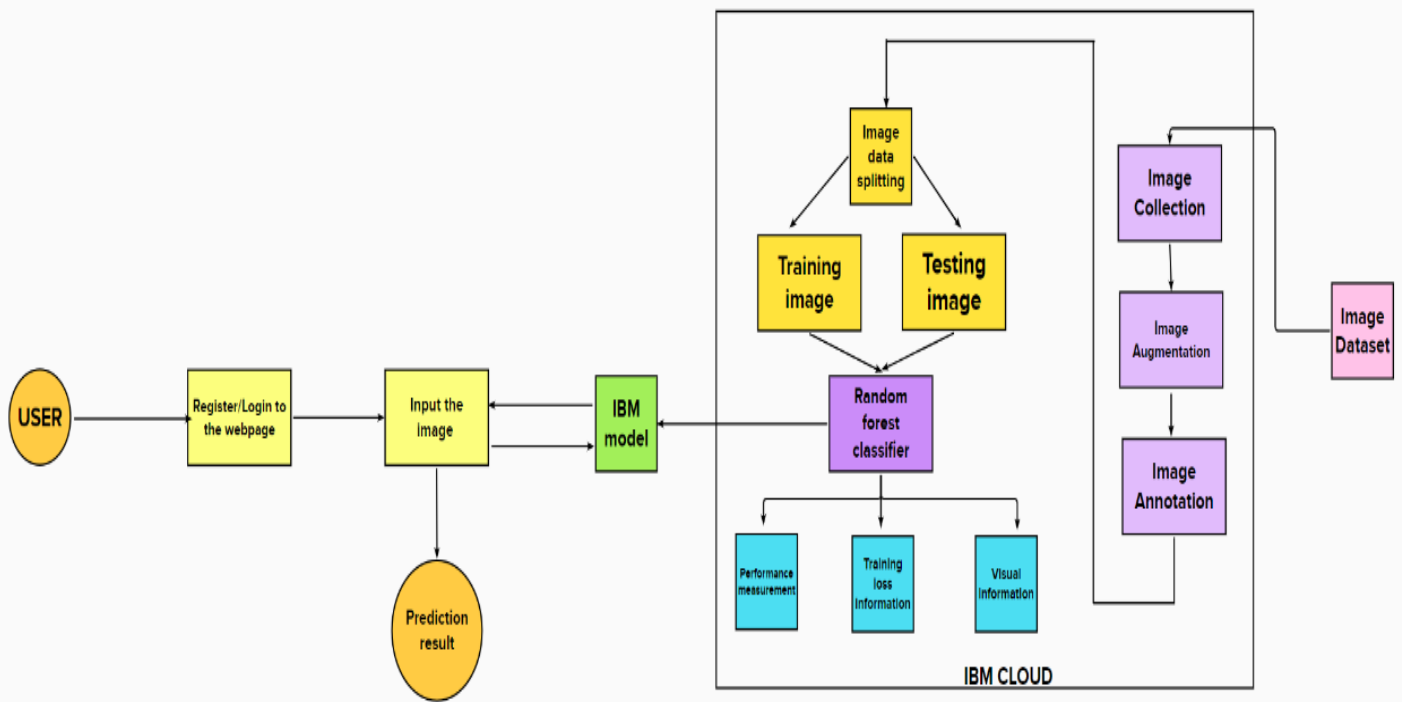 USER
Register/Login to
the webpage
Input the
image
Prediction
result
IBM
model
Image
data
splitting
Training
image
Testing
image
Random
forest
classifier
Performance
measurement
Training
loss
information
Visual
information
IBM CLOUD
Image
Collection
Image
Augmentation
Image
Annotation
Image
Dataset